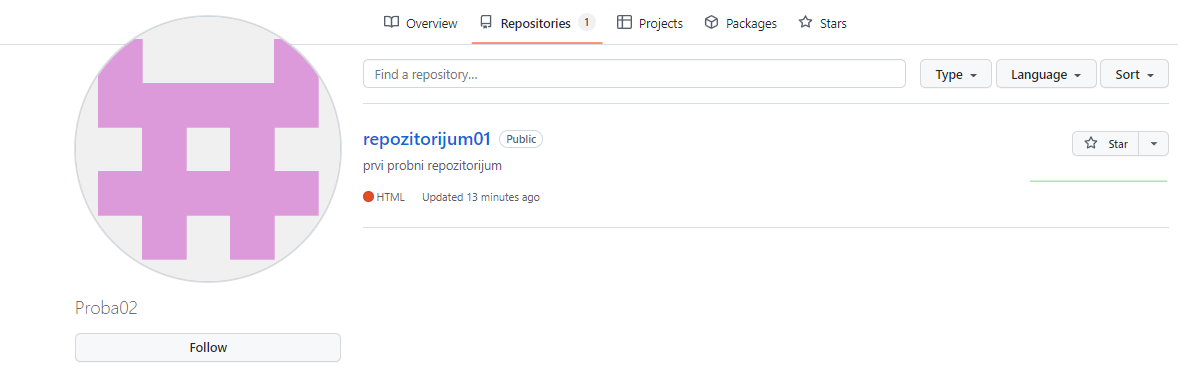 Overview Repositories 1 Projects Packages Stars
Find a repository...
Type Language Sort
repozitorijum01 Public
Star
prvi probni repozitorijum
HTML Updated 13 minutes ago
Proba02
Follow